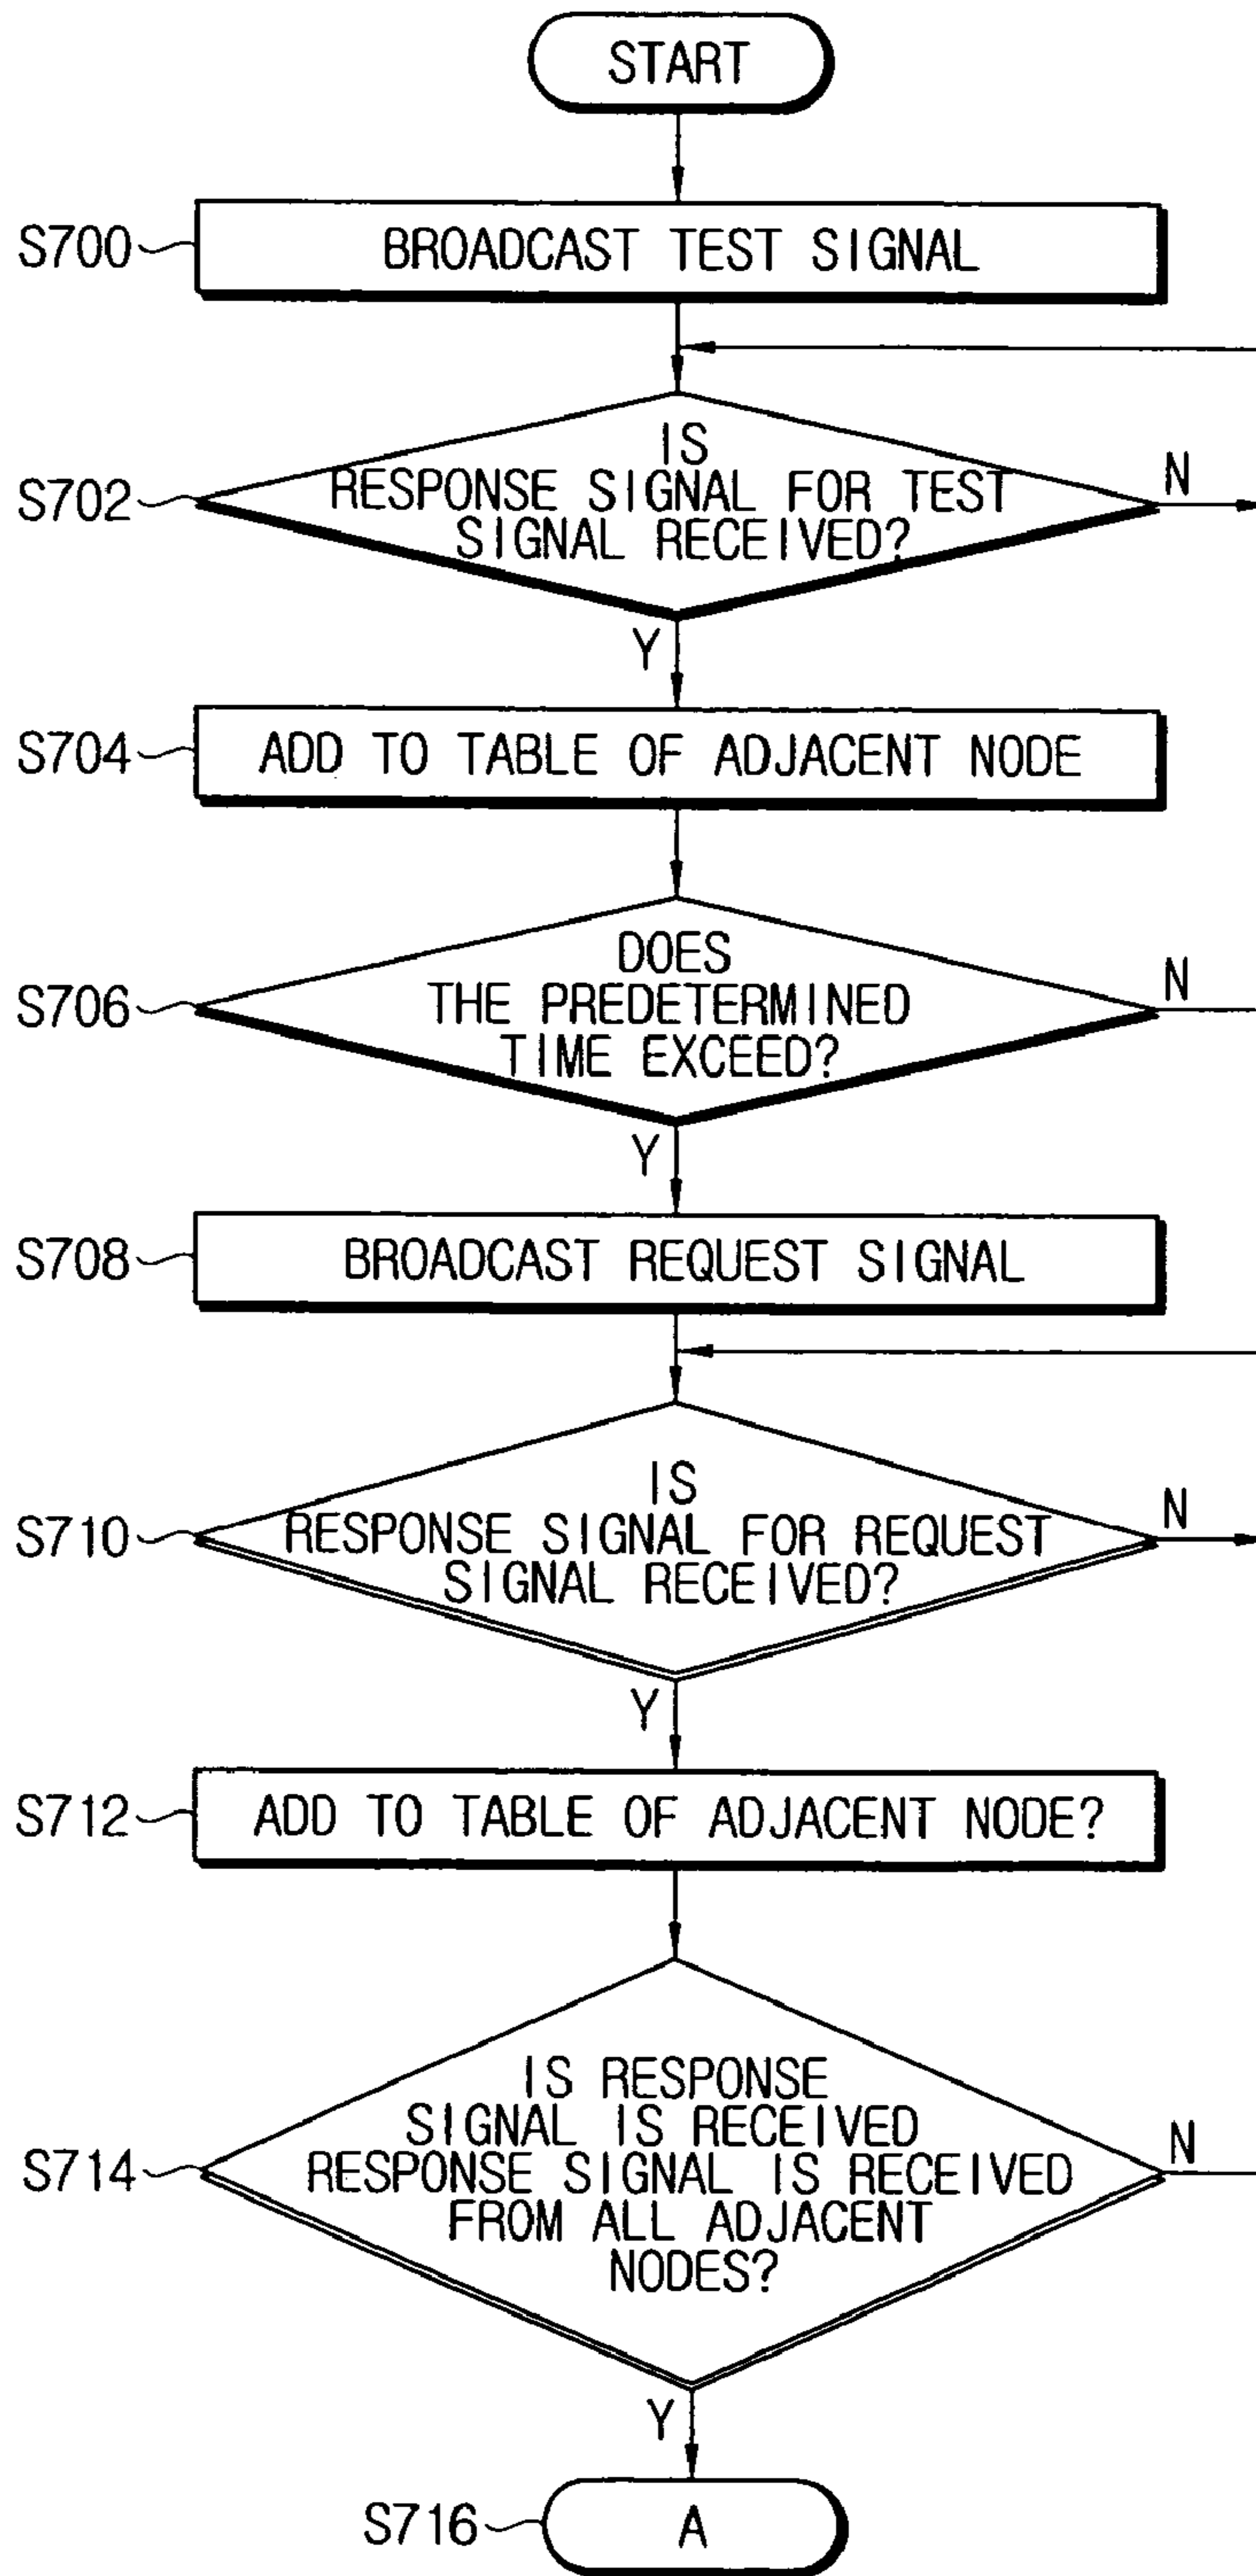 START
S700
BROADCAST TEST SIGNAL
S702
IS
RESPONSE SIGNAL FOR TEST
SIGNAL RECEIVED?
N
Y
S704
ADD TO TABLE OF ADJACENT NODE
S706
DOES
THE PREDETERMINED
TIME EXCEED?
N
Y
S708
BROADCAST REQUEST SIGNAL
S710
IS
RESPONSE SIGNAL FOR REQUEST
SIGNAL RECEIVED?
N
Y
S712
ADD TO TABLE OF ADJACENT NODE?
S714
IS RESPONSE
SIGNAL IS RECEIVED
RESPONSE SIGNAL IS RECEIVED
FROM ALL ADJACENT
NODES?
N
Y
S716
A